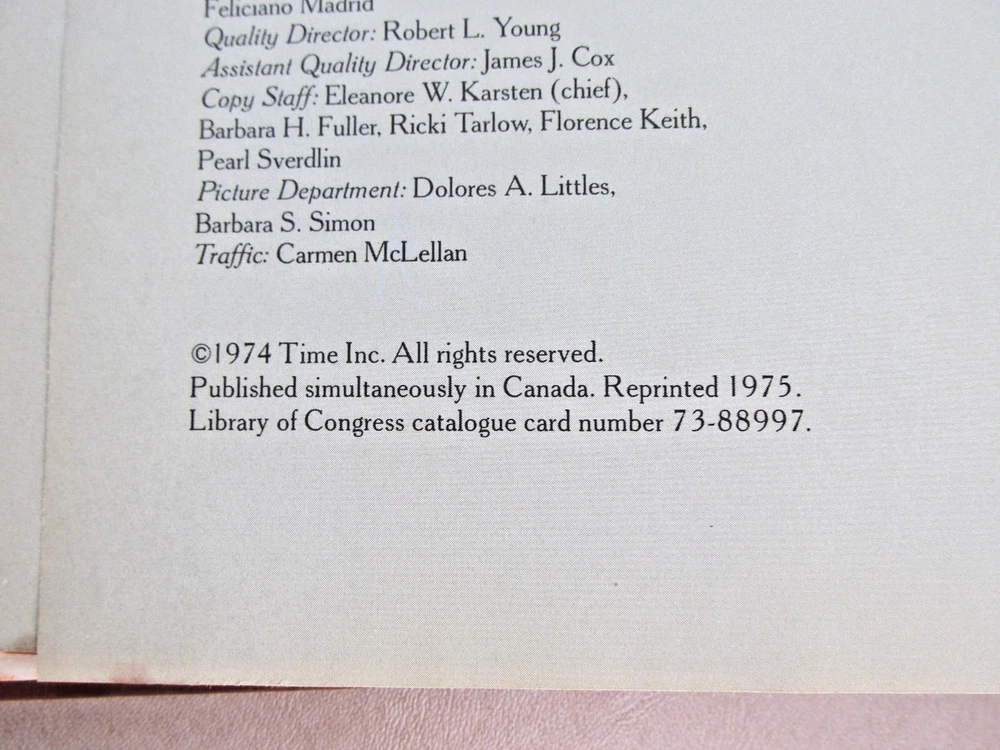 Feliciano Madrid
Quality Director: Robert L. Young
Assistant Quality Director: James J. Cox
Copy Staff: Eleanore W. Karsten (chief),
Barbara H. Fuller, Ricki Tarlow, Florence Keith,
Pearl Sverdlin
Picture Department: Dolores A. Littles,
Barbara S. Simon
Traffic: Carmen McLellan
©1974 Time Inc. All rights reserved.
Published simultaneously in Canada. Reprinted 1975.
Library of Congress catalogue card number 73-88997.